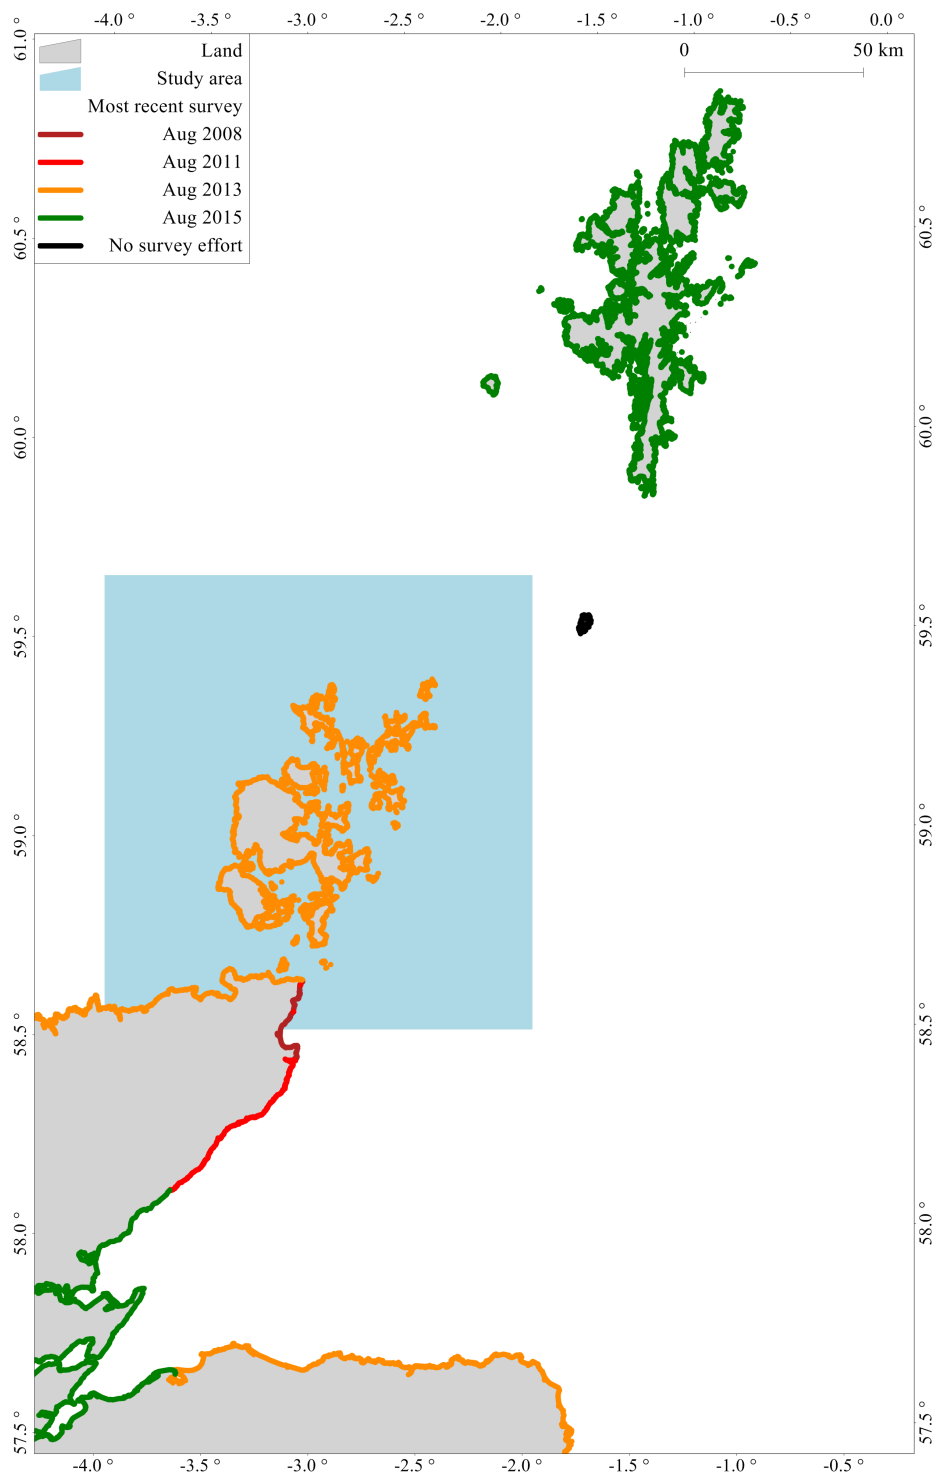 -4.0 ° -3.5 ° -3.0 ° -2.5 ° -2.0 ° -1.5 ° -1.0 ° -0.5 ° 0.0 °
61.0 °
60.5 °
60.0 °
59.5 °
59.0 °
58.5 °
58.0 °
57.5 °
Land
Study area
Most recent survey
Aug 2008
Aug 2011
Aug 2013
Aug 2015
No survey effort
0 50 km
60.5 °
60.0 °
59.5 °
59.0 °
58.5 °
58.0 °
57.5 °
-4.0 ° -3.5 ° -3.0 ° -2.5 ° -2.0 ° -1.5 ° -1.0 ° -0.5 °